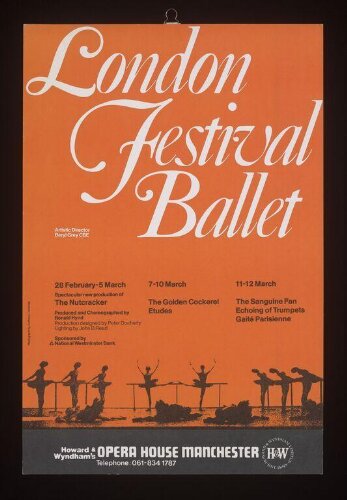 London
Festival
Ballet
Artistic Director
Beryl Grey CBE
28 February-5 March
Spectacular new production of
The Nutcracker
Produced and Choreographed by
Ronald Hynd
Production designed by Peter Docherty
Lighting by John B Read
Sponsored by
National Westminster Bank
7-10 March
The Golden Cockerel
Etudes
11-12 March
The Sanguine Fan
Echoing of Trumpets
Gaité Parisienne
Howard &
Wyndham's OPERA HOUSE MANCHESTER
Telephone: 061-834 1787
H&W